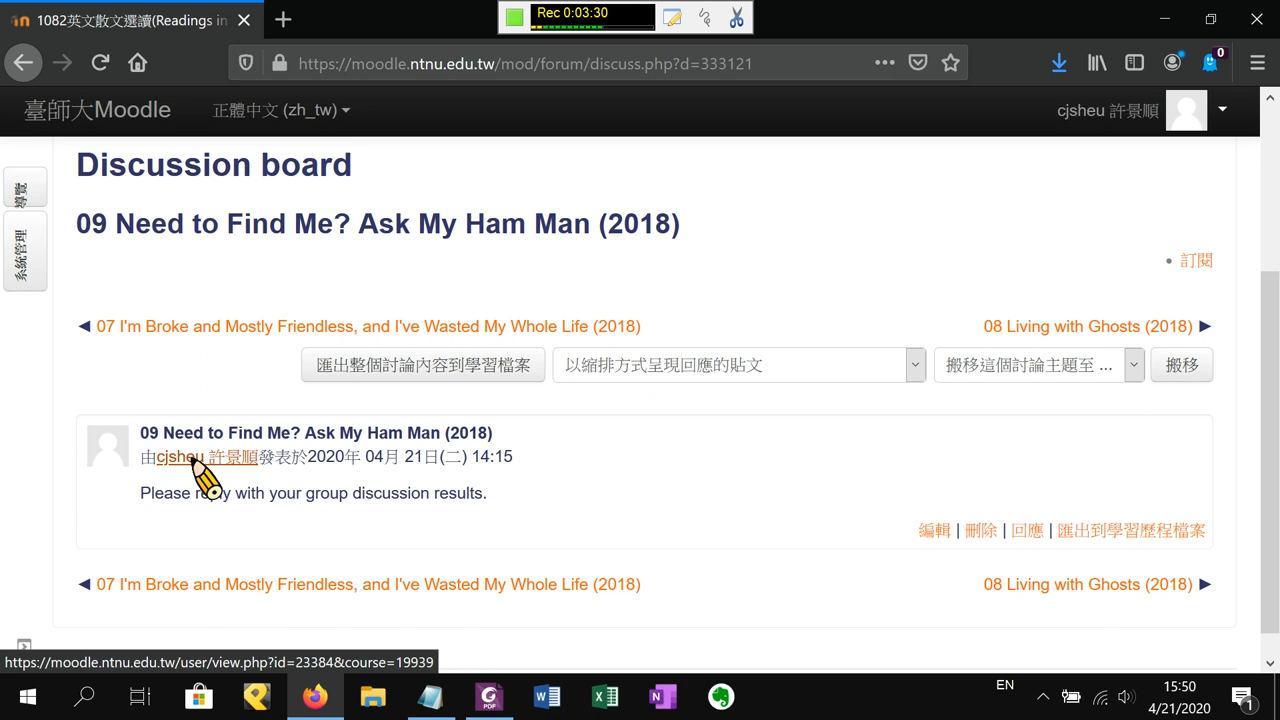 1082英文散文選讀(Readings in
Rec 0:03:30
https://moodle.ntnu.edu.tw/mod/forum/discuss.php?d=333121
0
臺師大Moodle
正體中文 (zh_tw)
cjsheu 許景順
導覽
系統管理
Discussion board
09 Need to Find Me? Ask My Ham Man (2018)
訂閱
◀ 07 I'm Broke and Mostly Friendless, and I've Wasted My Whole Life (2018)
08 Living with Ghosts (2018) ▶
匯出整個討論內容到學習檔案
以縮排方式呈現回應的貼文
搬移這個討論主題至 ...
搬移
09 Need to Find Me? Ask My Ham Man (2018)
由cjsheu 許景順發表於2020年 04月 21日(二) 14:15
Please reply with your group discussion results.
編輯 | 刪除 | 回應 | 匯出到學習歷程檔案
◀ 07 I'm Broke and Mostly Friendless, and I've Wasted My Whole Life (2018)
08 Living with Ghosts (2018) ▶
https://moodle.ntnu.edu.tw/user/view.php?id=23384&course=19939
PDF
EN
15:50
4/21/2020
1